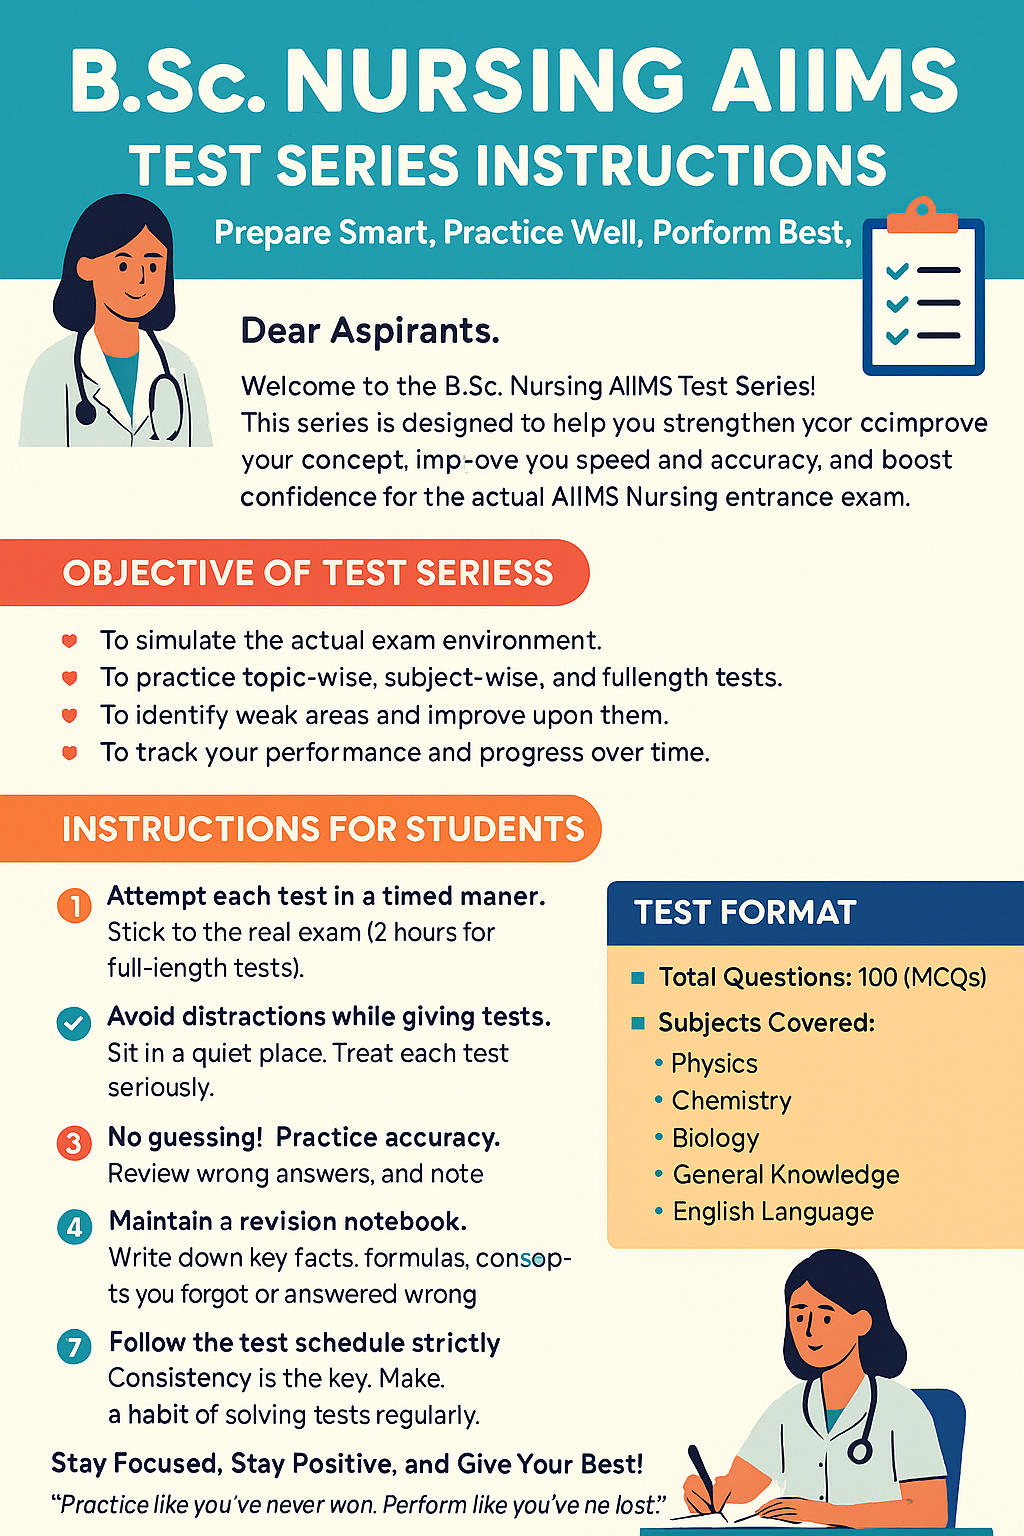 B.Sc. NURSING AIIMS
TEST SERIES INSTRUCTIONS
Prepare Smart, Practice Well, Porform Best,
Dear Aspirants.
Welcome to the B.Sc. Nursing AIIMS Test Series!
This series is designed to help you strengthen ycor ccimprove
your concept, imp-ove you speed and accuracy, and boost
confidence for the actual AIIMS Nursing entrance exam.
OBJECTIVE OF TEST SERIESS
To simulate the actual exam environment.
To practice topic-wise, subject-wise, and fullength tests.
To identify weak areas and improve upon them.
To track your performance and progress over time.
INSTRUCTIONS FOR STUDENTS
1 Attempt each test in a timed maner.
Stick to the real exam (2 hours for
full-iength tests).
Avoid distractions while giving tests.
Sit in a quiet place. Treat each test
seriously.
3 No guessing! Practice accuracy.
Review wrong answers, and note
4 Maintain a revision notebook.
Write down key facts. formulas, consop-
ts you forgot or answered wrong
7 Follow the test schedule strictly
Consistency is the key. Make.
a habit of solving tests regularly.
TEST FORMAT
Total Questions: 100 (MCQs)
Subjects Covered:
• Physics
• Chemistry
• Biology
• General Knowledge
• English Language
Stay Focused, Stay Positive, and Give Your Best!
“Practice like you’ve never won. Perform like you’ve ne lost.”